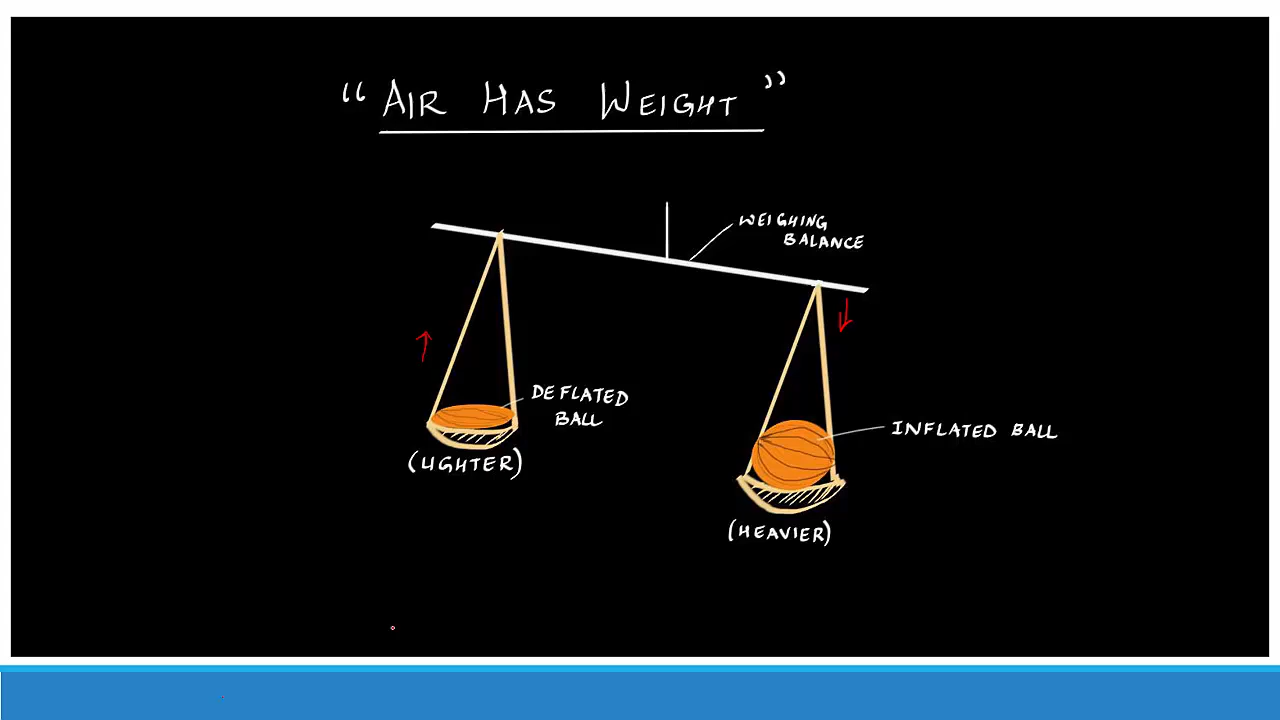 "AIR HAS WEIGHT"
WEIGHING
BALANCE
DEFLATED
BALL
(LIGHTER)
INFLATED BALL
(HEAVIER)